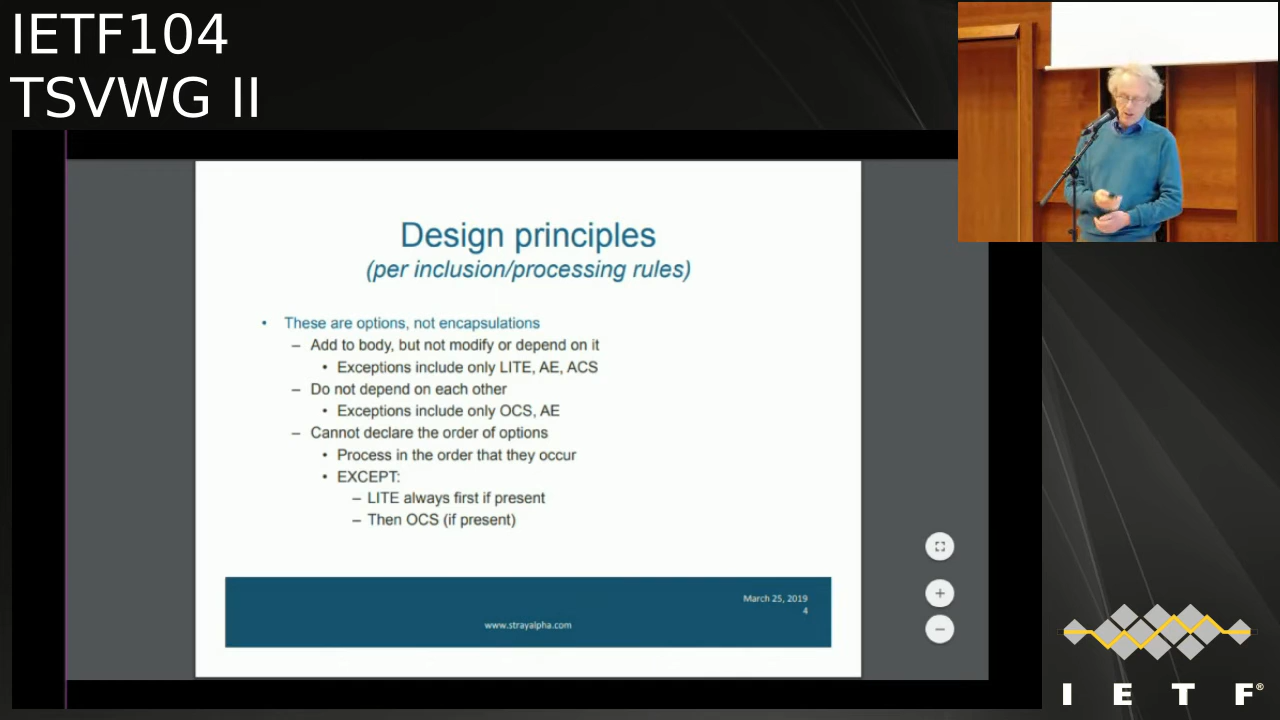 IETF104
TSVWG II
Design principles
(per inclusion/processing rules)
• These are options, not encapsulations
– Add to body, but not modify or depend on it
• Exceptions include only LITE, AE, ACS
– Do not depend on each other
• Exceptions include only OCS, AE
– Cannot declare the order of options
• Process in the order that they occur
• EXCEPT:
– LITE always first if present
– Then OCS (if present)
March 25, 2019
4
www.strayalpha.com
I E T F®